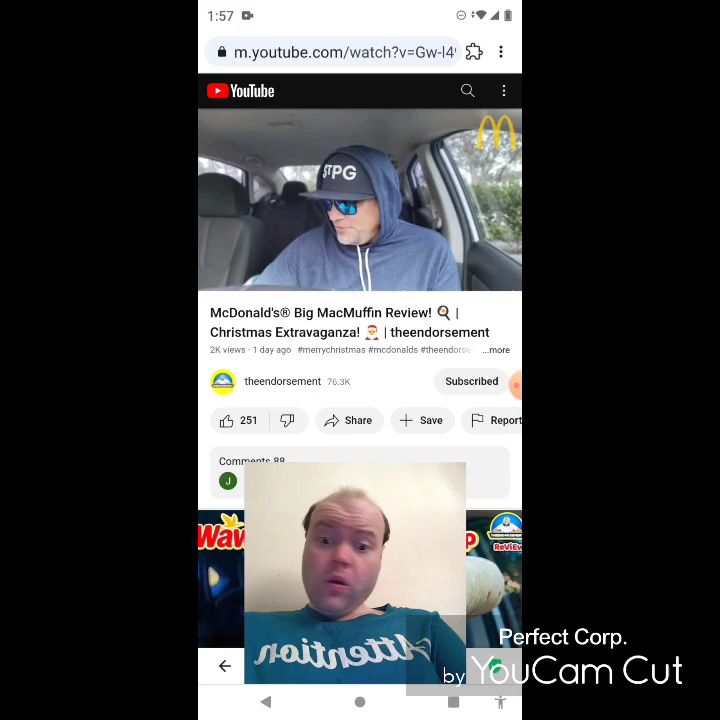 1:57
m.youtube.com/watch?v=Gw-l4
YouTube
STPG
McDonald's® Big MacMuffin Review! 🍳 |
Christmas Extravaganza! 🎅 | theendorsement
2K views · 1 day ago #merrychristmas #mcdonalds #theendorse ...more
theendorsement 76.3K Subscribed
251 Share Save Report
Comments 88
J
ReViEW
Attention
Perfect Corp.
by YouCam Cut